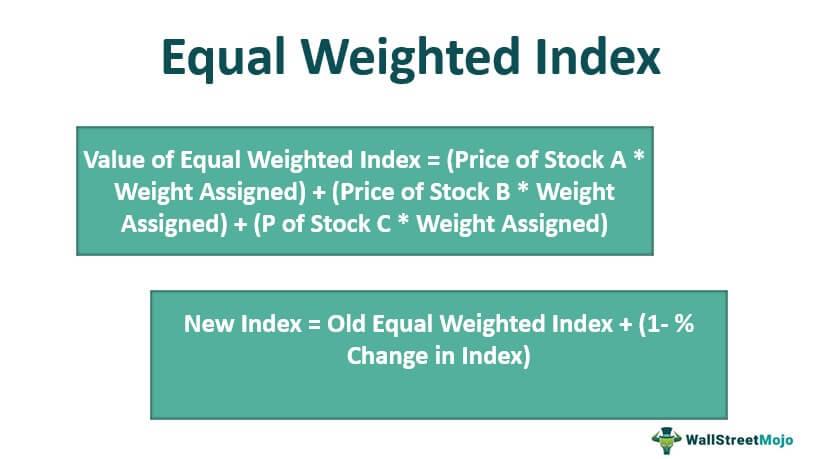 Equal Weighted Index
Value of Equal Weighted Index = (Price of Stock A *
Weight Assigned) + (Price of Stock B * Weight
Assigned) + (P of Stock C * Weight Assigned)
New Index = Old Equal Weighted Index + (1- %
Change in Index)
WallStreetMojo